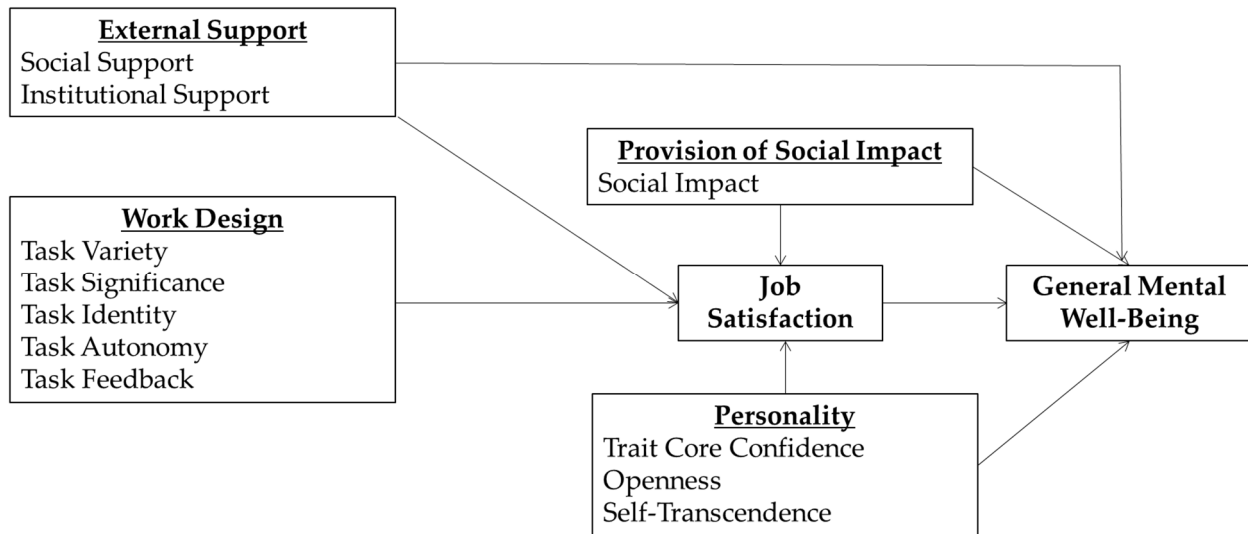 External Support
Social Support
Institutional Support
Provision of Social Impact
Social Impact
Work Design
Task Variety
Task Significance
Task Identity
Task Autonomy
Task Feedback
Job
Satisfaction
General Mental
Well-Being
Personality
Trait Core Confidence
Openness
Self-Transcendence